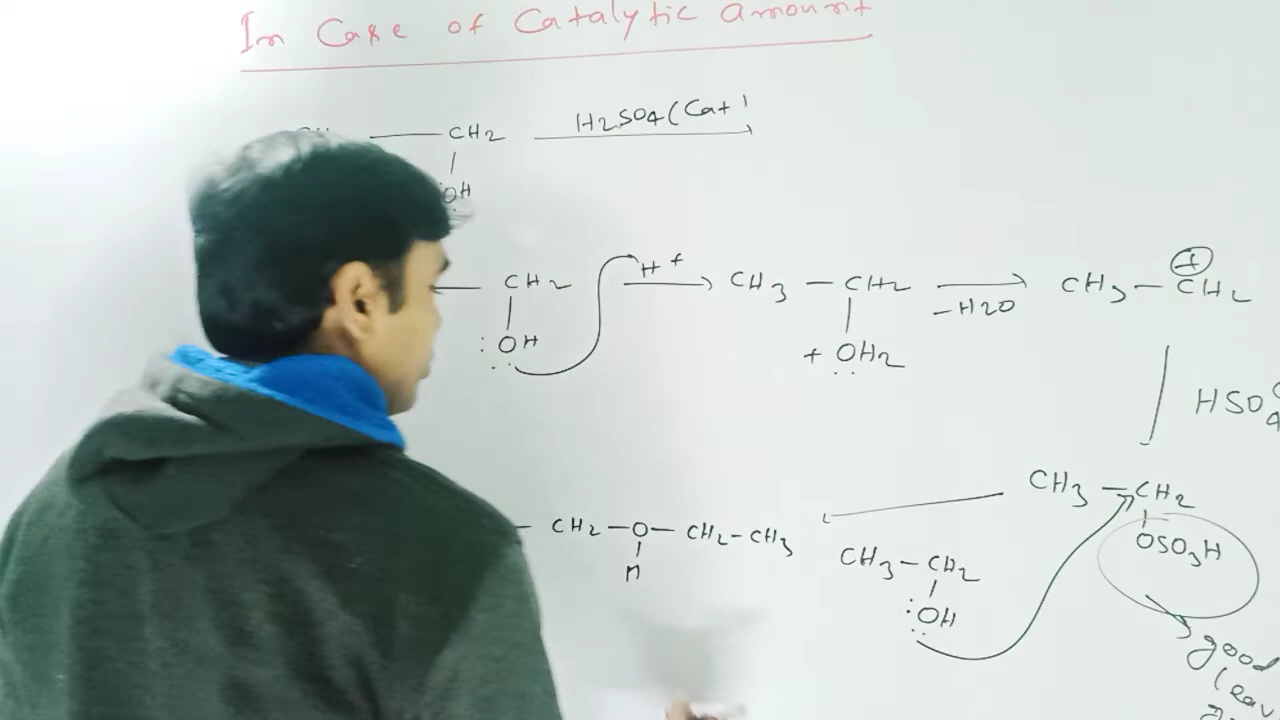 In Case of Catalytic amount
— CH2 H2SO4 (Cat
OH
— CH2 H+ → CH3 — CH2 → CH3 — CH2 +
:OH + OH2 -H2O
HSO4
CH3 — CH2
OSO3H
— CH2 — O — CH2 - CH3
H
CH3 — CH2
:OH
good